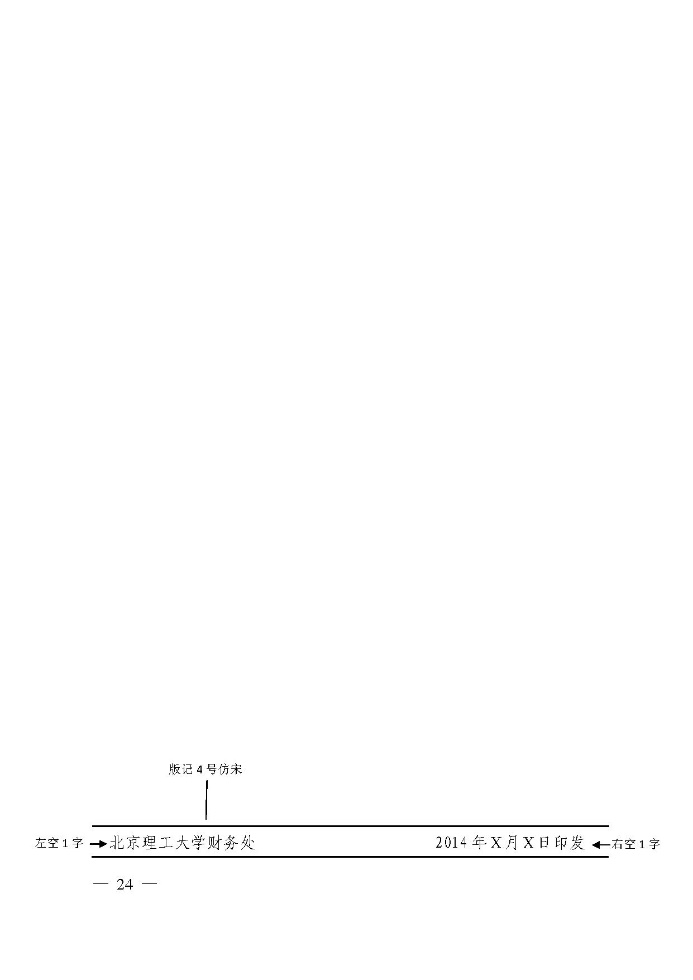 版记 4 号仿宋
左空 1 字 北京理工大学财务处 2014 年 X 月 X 日印发 右空 1 字
— 24 —